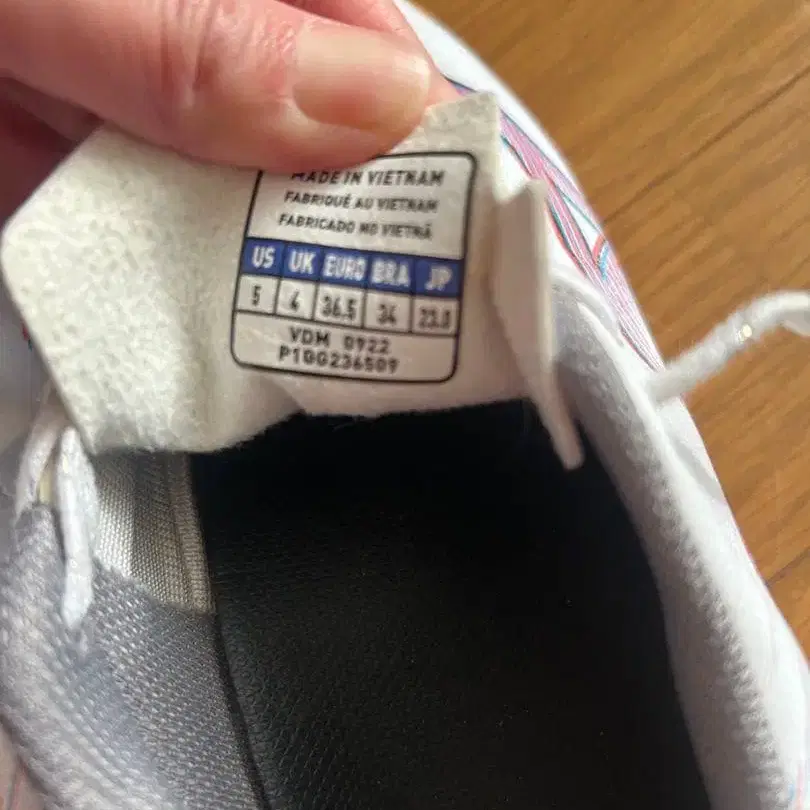 MADE IN VIETNAM
FABRIQUÉ AU VIETNAM
FABRICADO NO VIETNÃ
US UK EURO BRA JP
5 4 36.5 34 23.0
VDM 0922
P1GG236509